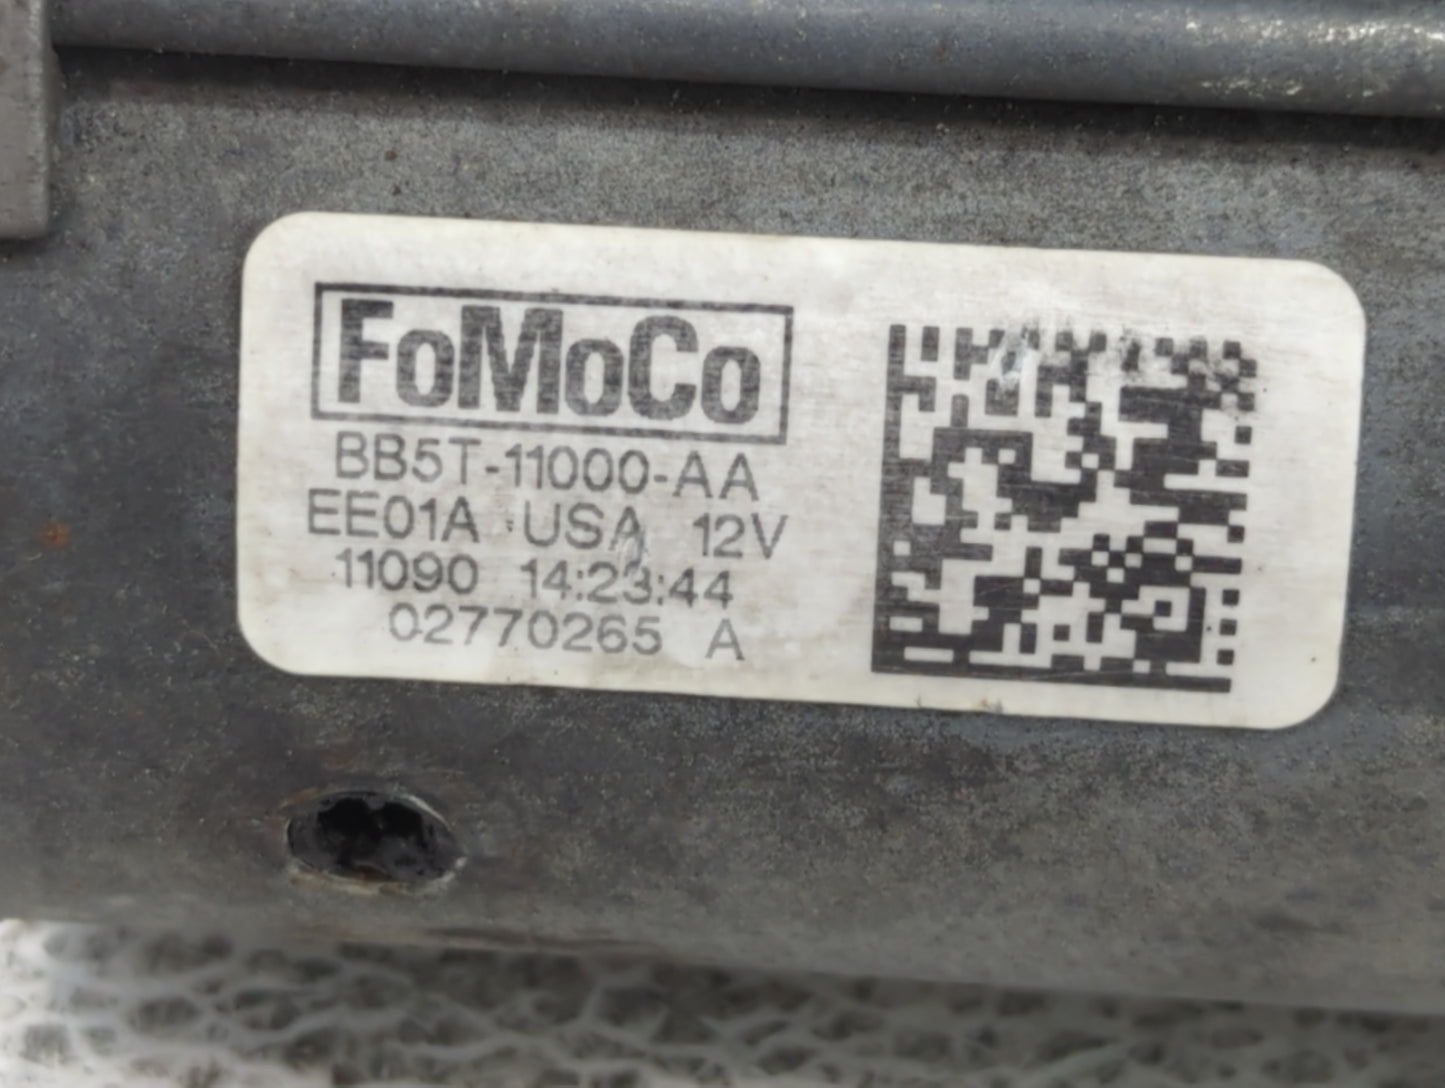 FoMoCo
BB5T-11000-AA
EE01A USA 12V
11090 14:23:44
02770265 A